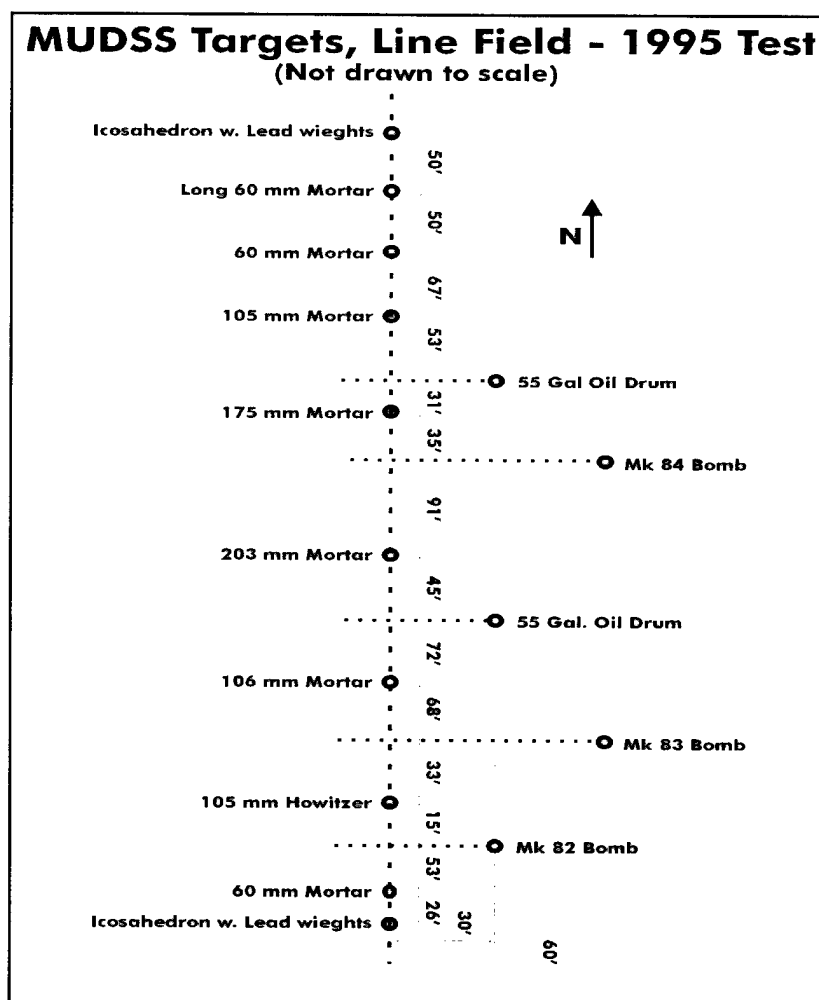 MUDSS Targets, Line Field - 1995 Test
(Not drawn to scale)
Icosahedron w. Lead wieghts
50'
Long 60 mm Mortar
50'
N
60 mm Mortar
67'
105 mm Mortar
53'
55 Gal Oil Drum
31'
175 mm Mortar
35'
Mk 84 Bomb
91'
203 mm Mortar
45'
55 Gal. Oil Drum
72'
106 mm Mortar
68'
Mk 83 Bomb
33'
105 mm Howitzer
15'
Mk 82 Bomb
53'
60 mm Mortar
26'
30'
Icosahedron w. Lead wieghts
60'